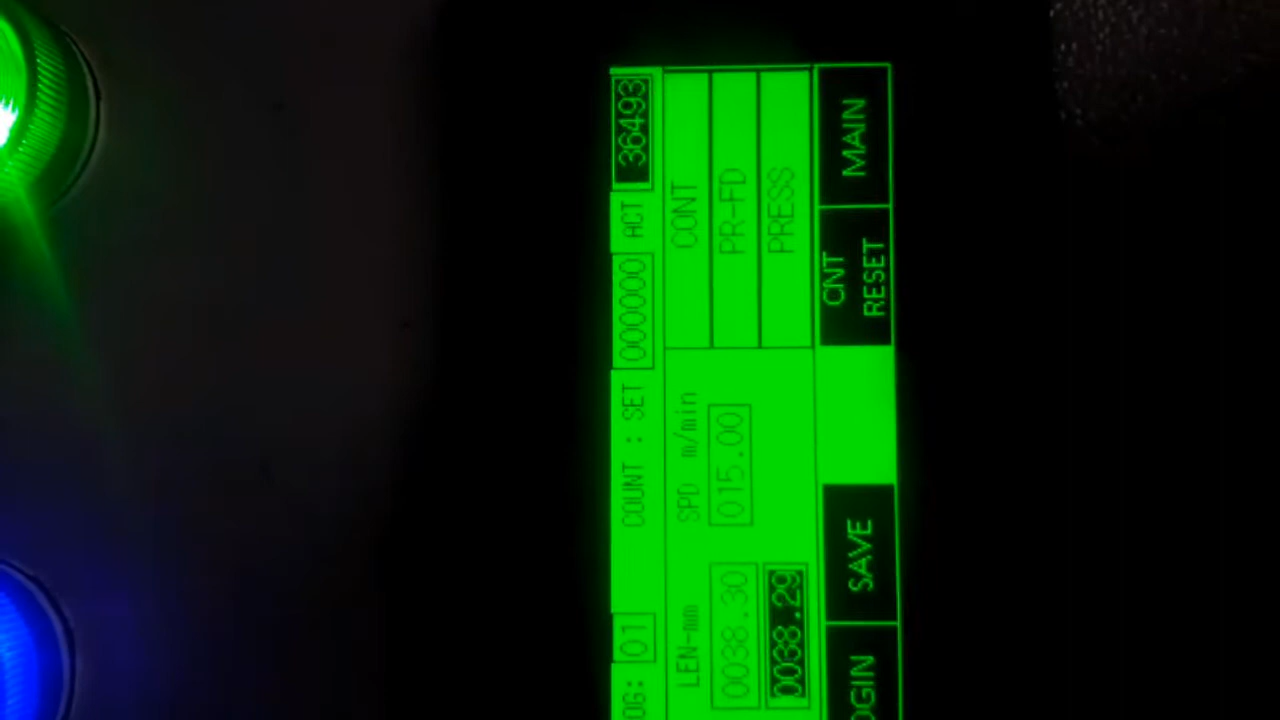 01 COUNT : SET 000000 ACT 36493
LEN-mm SPD m/min CONT
0038.30 015.00 PR-FD
0038.29 PRESS
SAVE CNT RESET MAIN